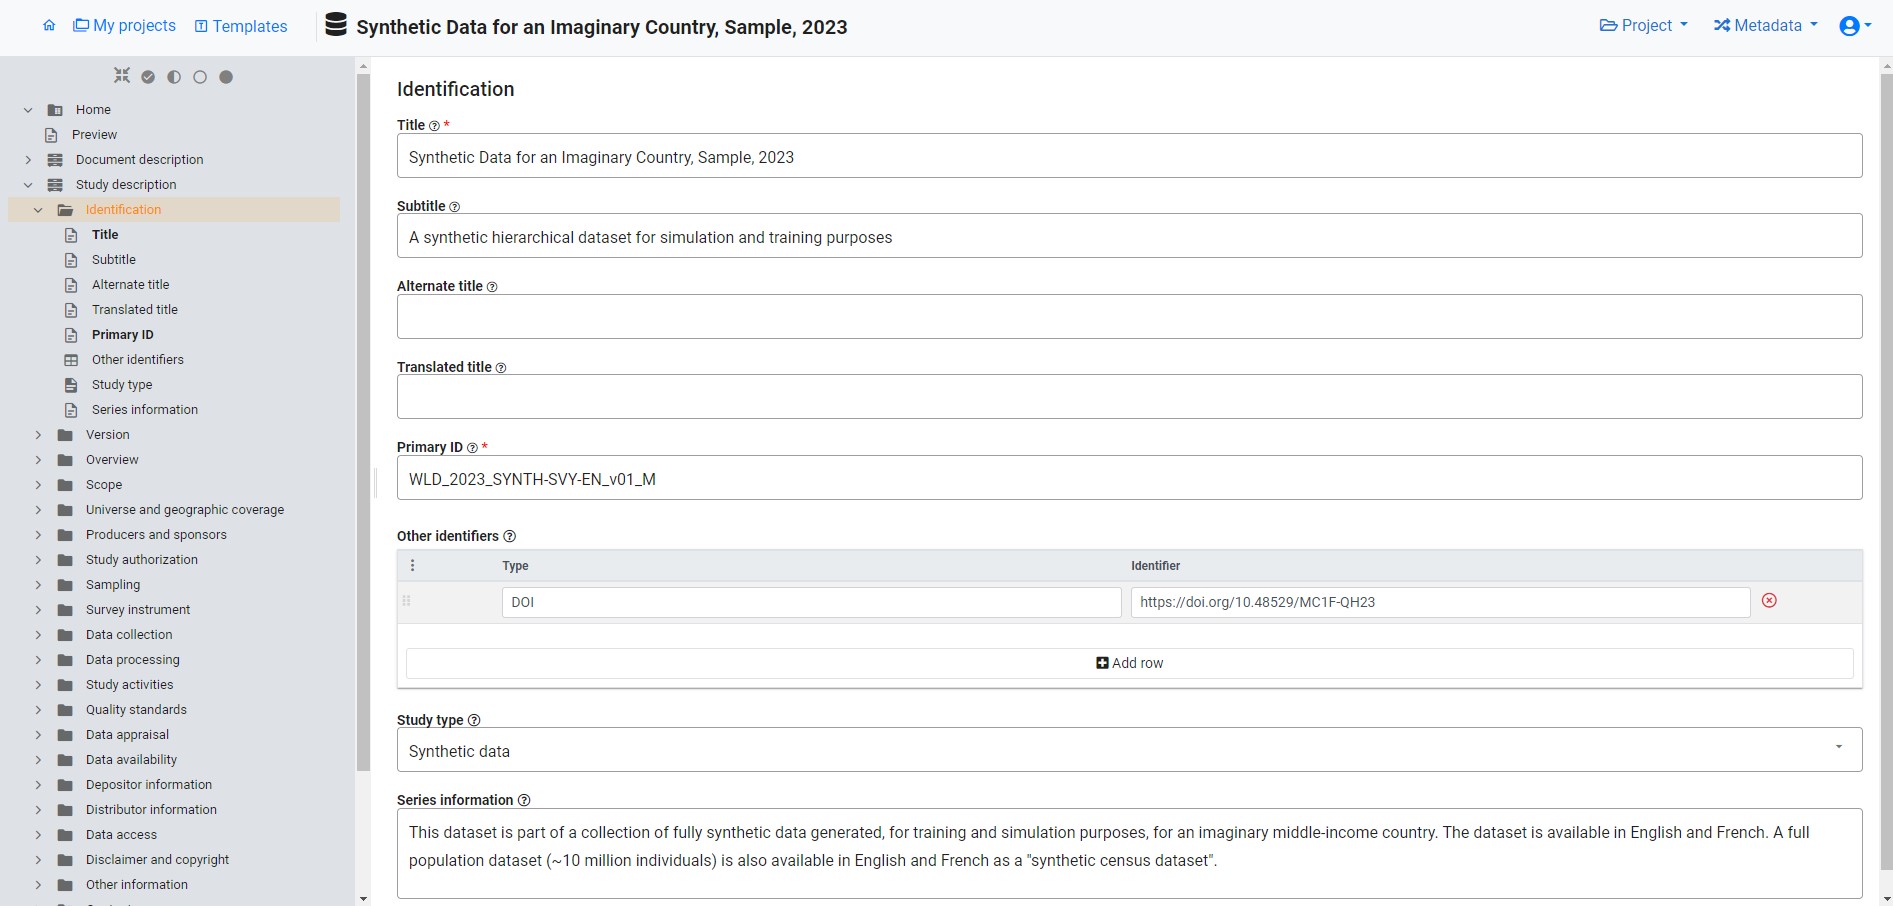 My projects Templates Synthetic Data for an Imaginary Country, Sample, 2023 Project Metadata
Home
Preview
Document description
Study description
Identification
Title
Subtitle
Alternate title
Translated title
Primary ID
Other identifiers
Study type
Series information
Version
Overview
Scope
Universe and geographic coverage
Producers and sponsors
Study authorization
Sampling
Survey instrument
Data collection
Data processing
Study activities
Quality standards
Data appraisal
Data availability
Depositor information
Distributor information
Data access
Disclaimer and copyright
Other information
Identification
Title *
Synthetic Data for an Imaginary Country, Sample, 2023
Subtitle
A synthetic hierarchical dataset for simulation and training purposes
Alternate title
Translated title
Primary ID *
WLD_2023_SYNTH-SVY-EN_v01_M
Other identifiers
Type Identifier
DOI https://doi.org/10.48529/MC1F-QH23
Add row
Study type
Synthetic data
Series information
This dataset is part of a collection of fully synthetic data generated, for training and simulation purposes, for an imaginary middle-income country. The dataset is available in English and French. A full
population dataset (~10 million individuals) is also available in English and French as a "synthetic census dataset".